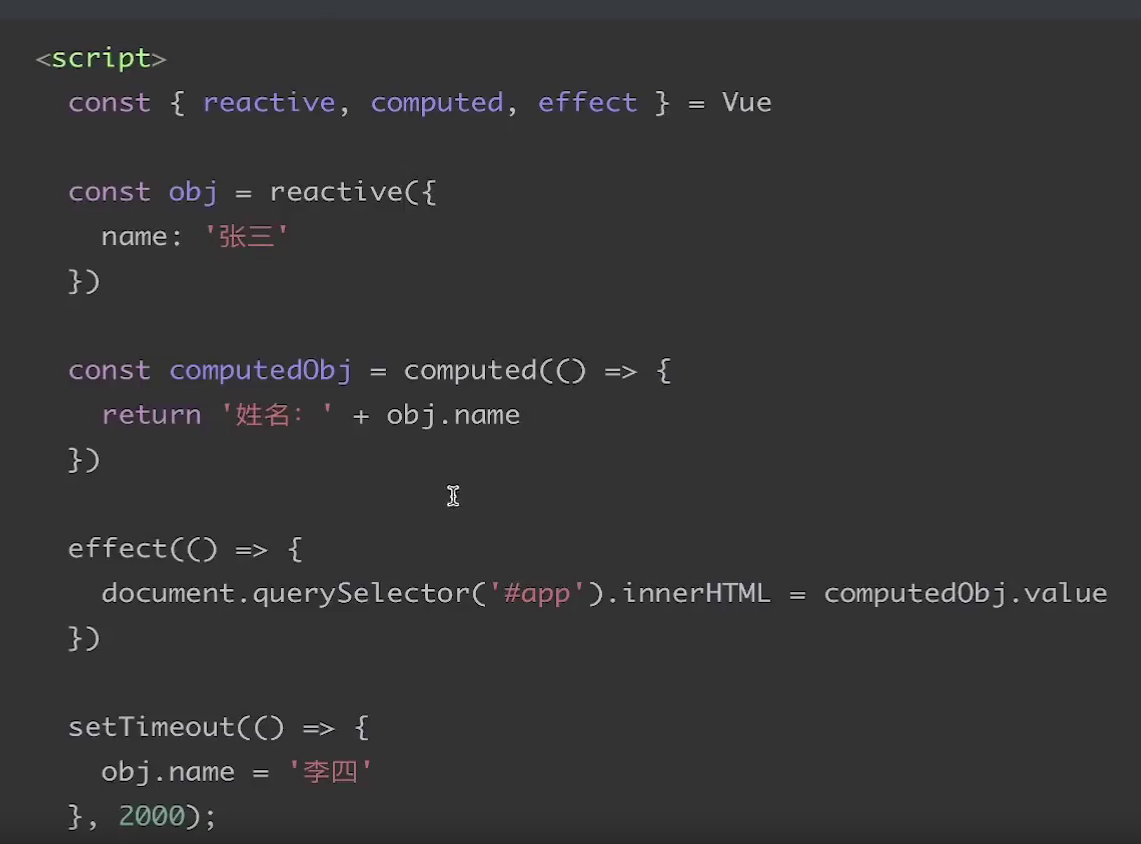 <script>
const { reactive, computed, effect } = Vue
const obj = reactive({
name: '张三'
})
const computedObj = computed(() => {
return '姓名：' + obj.name
})
effect(() => {
document.querySelector('#app').innerHTML = computedObj.value
})
setTimeout(() => {
obj.name = '李四'
}, 2000);